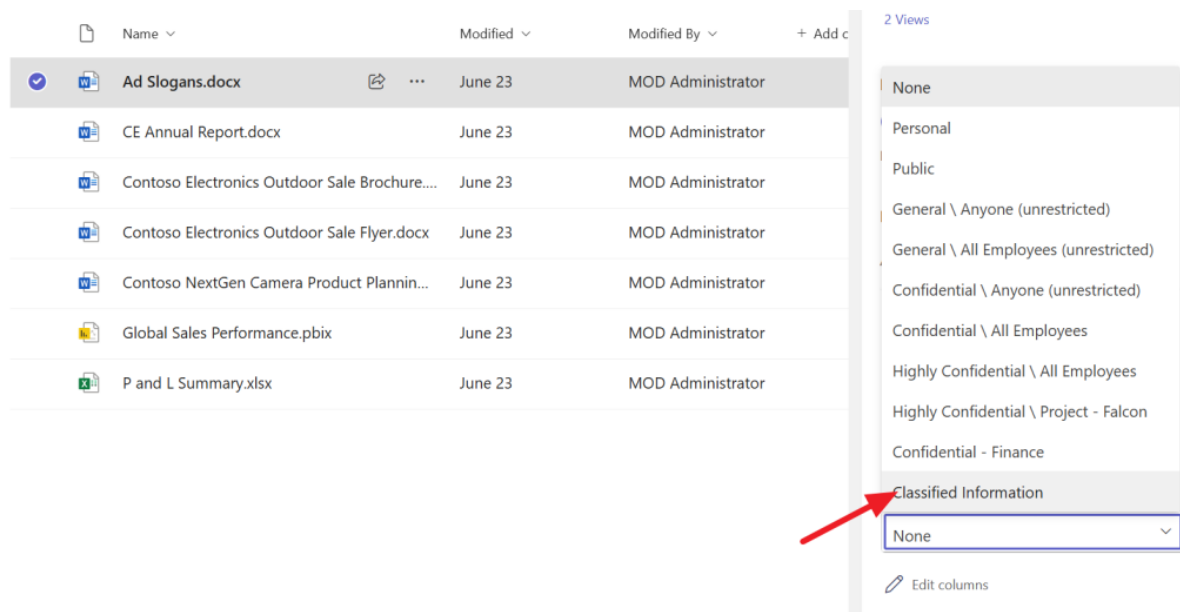 Name
Modified
Modified By
+ Add c
Ad Slogans.docx
June 23
MOD Administrator
CE Annual Report.docx
June 23
MOD Administrator
Contoso Electronics Outdoor Sale Brochure....
June 23
MOD Administrator
Contoso Electronics Outdoor Sale Flyer.docx
June 23
MOD Administrator
Contoso NextGen Camera Product Plannin...
June 23
MOD Administrator
Global Sales Performance.pbix
June 23
MOD Administrator
P and L Summary.xlsx
June 23
MOD Administrator
2 Views
None
Personal
Public
General \ Anyone (unrestricted)
General \ All Employees (unrestricted)
Confidential \ Anyone (unrestricted)
Confidential \ All Employees
Highly Confidential \ All Employees
Highly Confidential \ Project - Falcon
Confidential - Finance
Classified Information
None
Edit columns